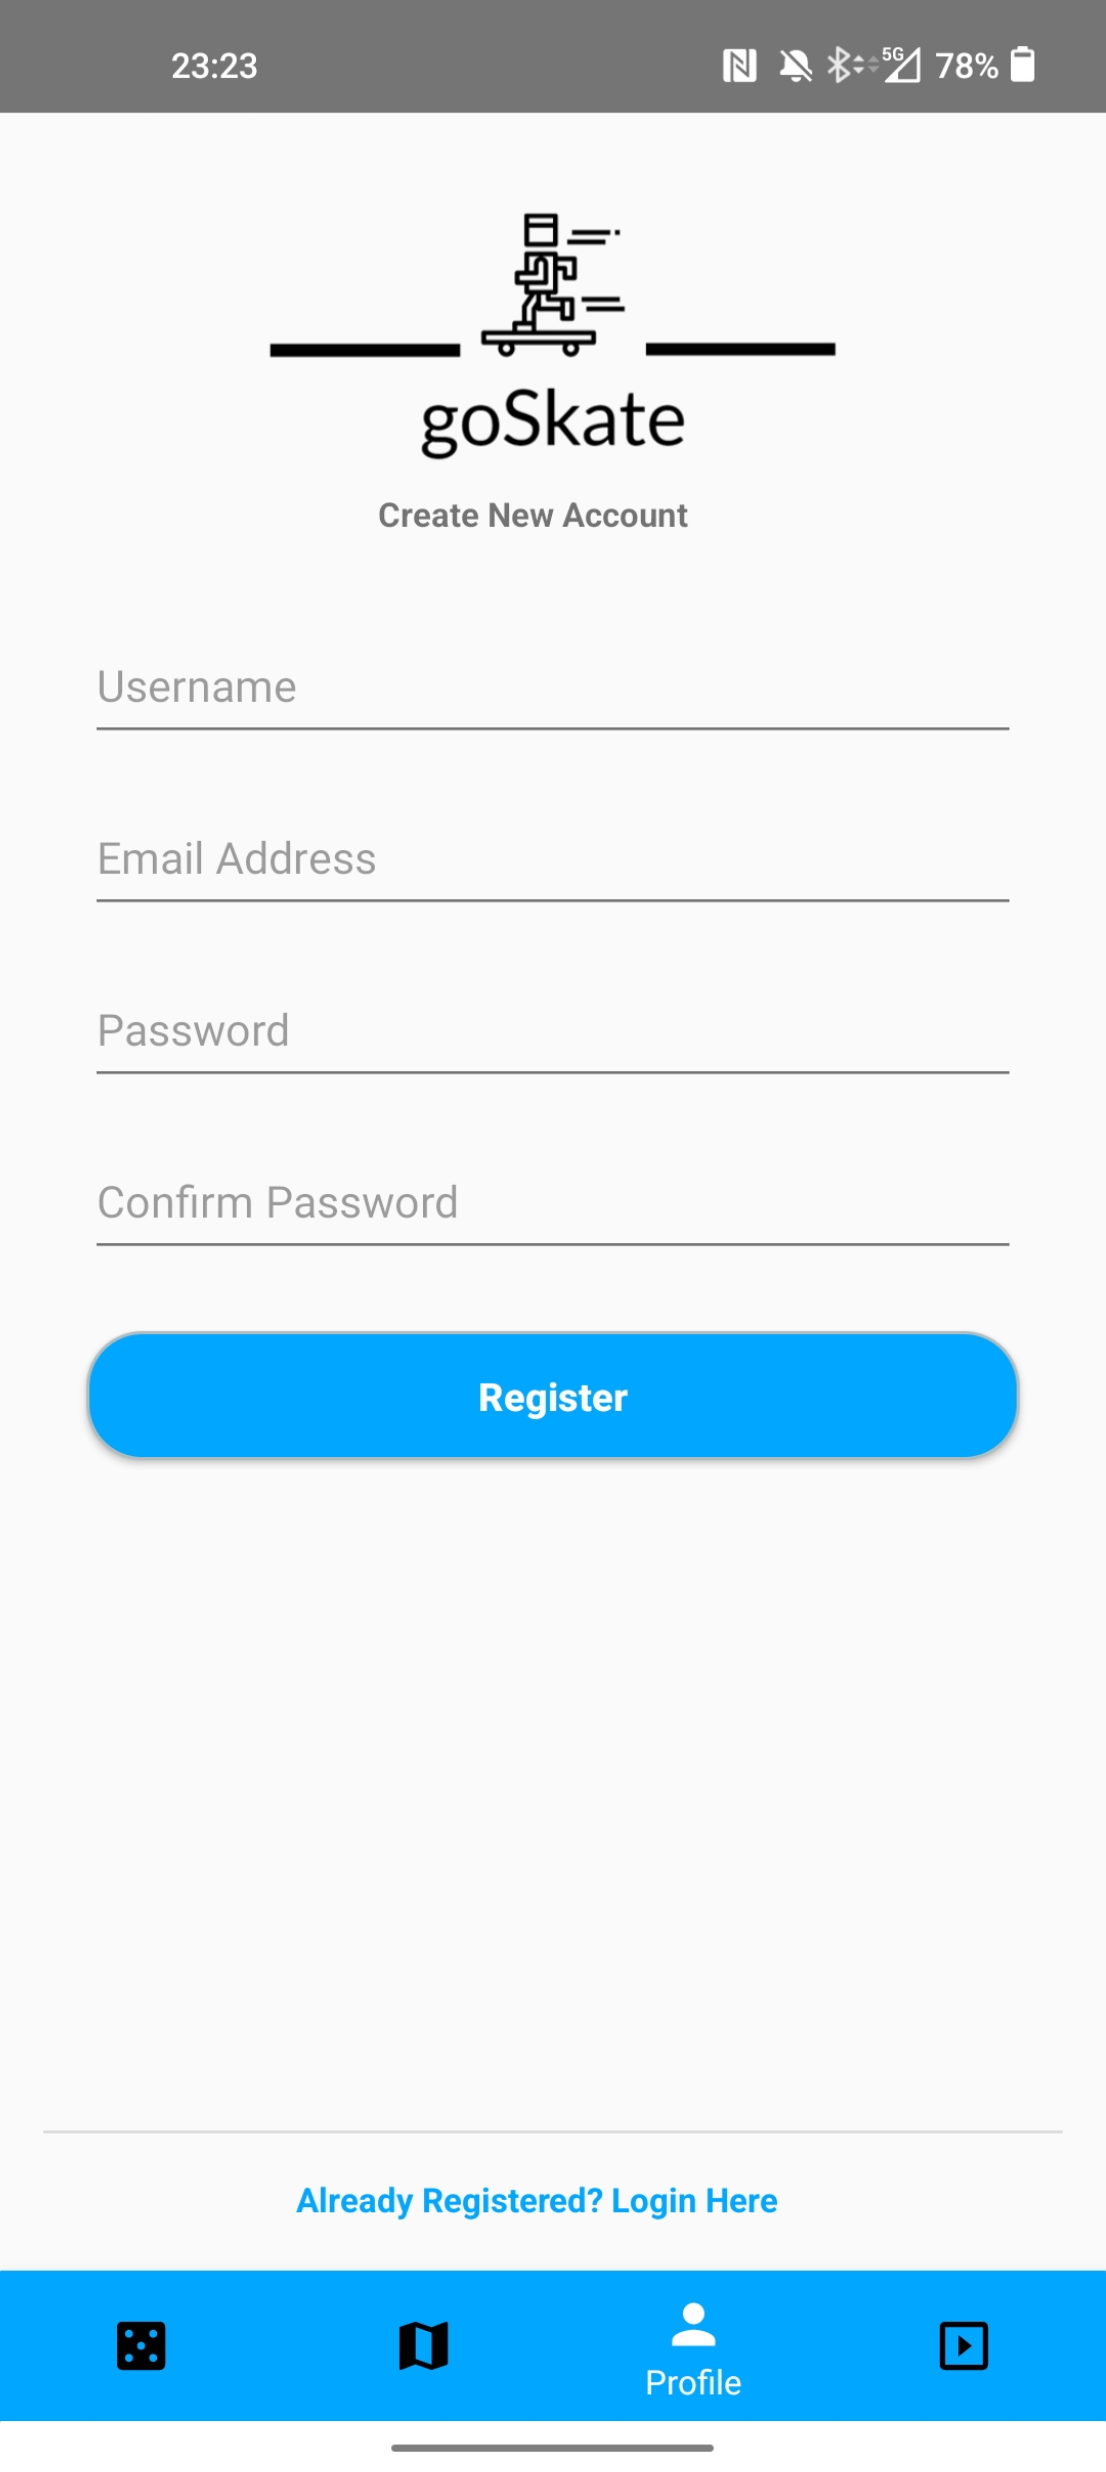 23:23
5G
78%
goSkate
Create New Account
Username
Email Address
Password
Confirm Password
Register
Already Registered? Login Here
Profile